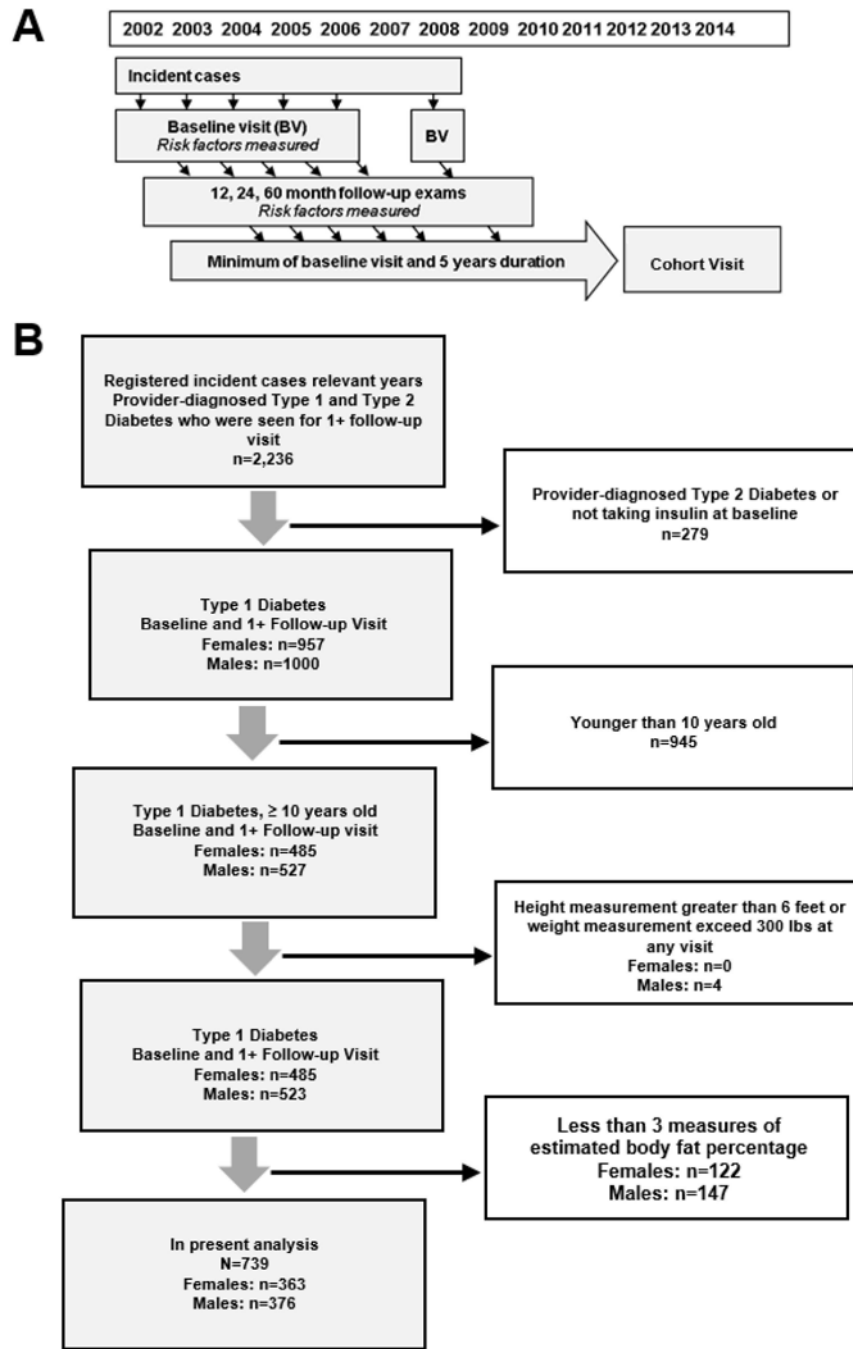 A
2002 2003 2004 2005 2006 2007 2008 2009 2010 2011 2012 2013 2014
Incident cases
Baseline visit (BV)
Risk factors measured
BV
12, 24, 60 month follow-up exams
Risk factors measured
Minimum of baseline visit and 5 years duration
Cohort Visit
B
Registered incident cases relevant years
Provider-diagnosed Type 1 and Type 2
Diabetes who were seen for 1+ follow-up
visit
n=2,236
Provider-diagnosed Type 2 Diabetes or
not taking insulin at baseline
n=279
Type 1 Diabetes
Baseline and 1+ Follow-up Visit
Females: n=957
Males: n=1000
Younger than 10 years old
n=945
Type 1 Diabetes, ≥ 10 years old
Baseline and 1+ Follow-up visit
Females: n=485
Males: n=527
Height measurement greater than 6 feet or
weight measurement exceed 300 lbs at
any visit
Females: n=0
Males: n=4
Type 1 Diabetes
Baseline and 1+ Follow-up Visit
Females: n=485
Males: n=523
Less than 3 measures of
estimated body fat percentage
Females: n=122
Males: n=147
In present analysis
N=739
Females: n=363
Males: n=376